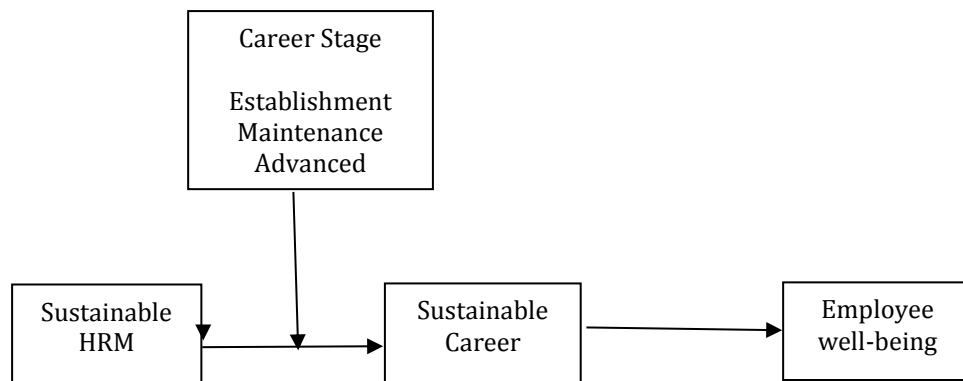 Career Stage
Establishment
Maintenance
Advanced
Sustainable
HRM
Sustainable
Career
Employee
well-being